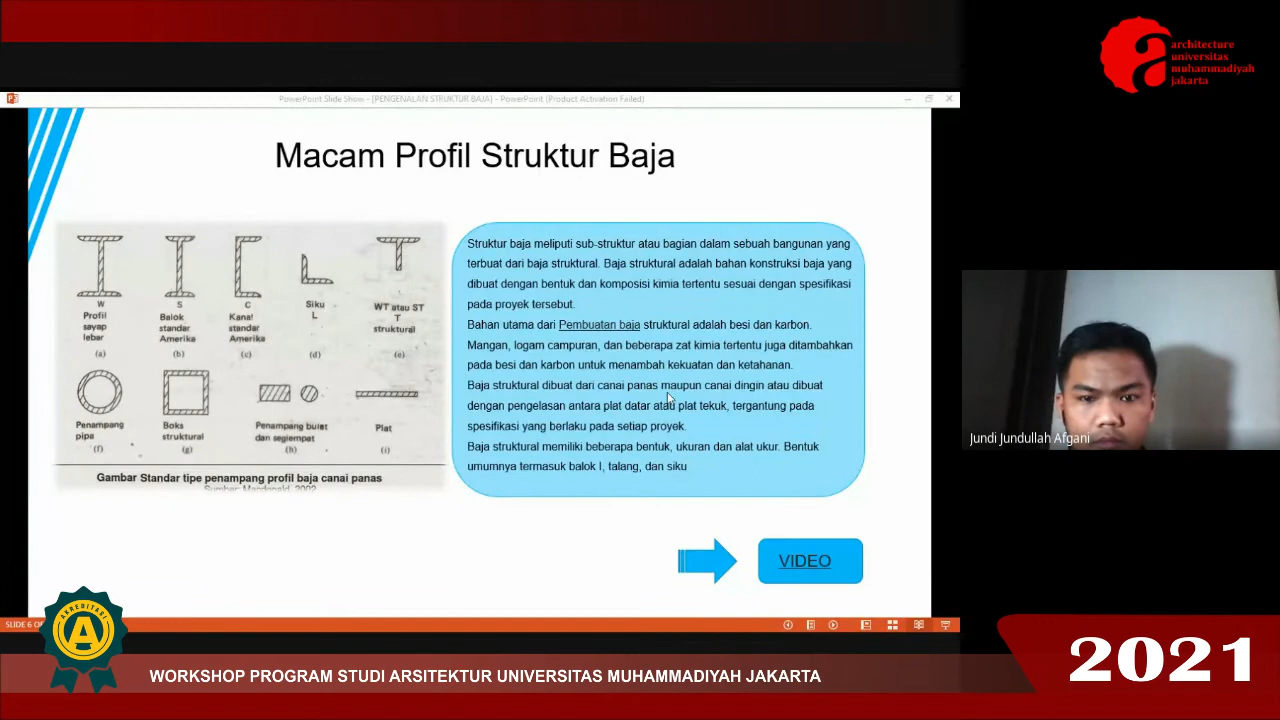 architecture
universitas
muhammadiyah
jakarta
PowerPoint Slide Show - [PENGENALAN STRUKTUR BAJA] - PowerPoint (Product Activation Failed)
Macam Profil Struktur Baja
W
Profil
sayap
lebar
(a)
S
Balok
standar
Amerika
(b)
C
Kanal
standar
Amerika
(c)
Siku
L
(d)
WT atau ST
T
struktural
(e)
Penampang
pipa
(f)
Boks
struktural
(g)
Penampang bulat
dan segiempat
(h)
Plat
(i)
Gambar Standar tipe penampang profil baja canai panas
Sumber: Macdonald, 2002
Struktur baja meliputi sub-struktur atau bagian dalam sebuah bangunan yang
terbuat dari baja struktural. Baja struktural adalah bahan konstruksi baja yang
dibuat dengan bentuk dan komposisi kimia tertentu sesuai dengan spesifikasi
pada proyek tersebut.
Bahan utama dari Pembuatan baja struktural adalah besi dan karbon.
Mangan, logam campuran, dan beberapa zat kimia tertentu juga ditambahkan
pada besi dan karbon untuk menambah kekuatan dan ketahanan.
Baja struktural dibuat dari canai panas maupun canai dingin atau dibuat
dengan pengelasan antara plat datar atau plat tekuk, tergantung pada
spesifikasi yang berlaku pada setiap proyek.
Baja struktural memiliki beberapa bentuk, ukuran dan alat ukur. Bentuk
umumnya termasuk balok I, talang, dan siku
VIDEO
Jundi Jundullah Afgani
SLIDE 6
AKREDITASI
A
WORKSHOP PROGRAM STUDI ARSITEKTUR UNIVERSITAS MUHAMMADIYAH JAKARTA
2021